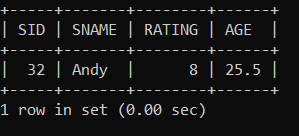 +-----+-------+--------+------+
| SID | SNAME | RATING | AGE  |
+-----+-------+--------+------+
|  32 | Andy  |      8 | 25.5 |
+-----+-------+--------+------+
1 row in set (0.00 sec)